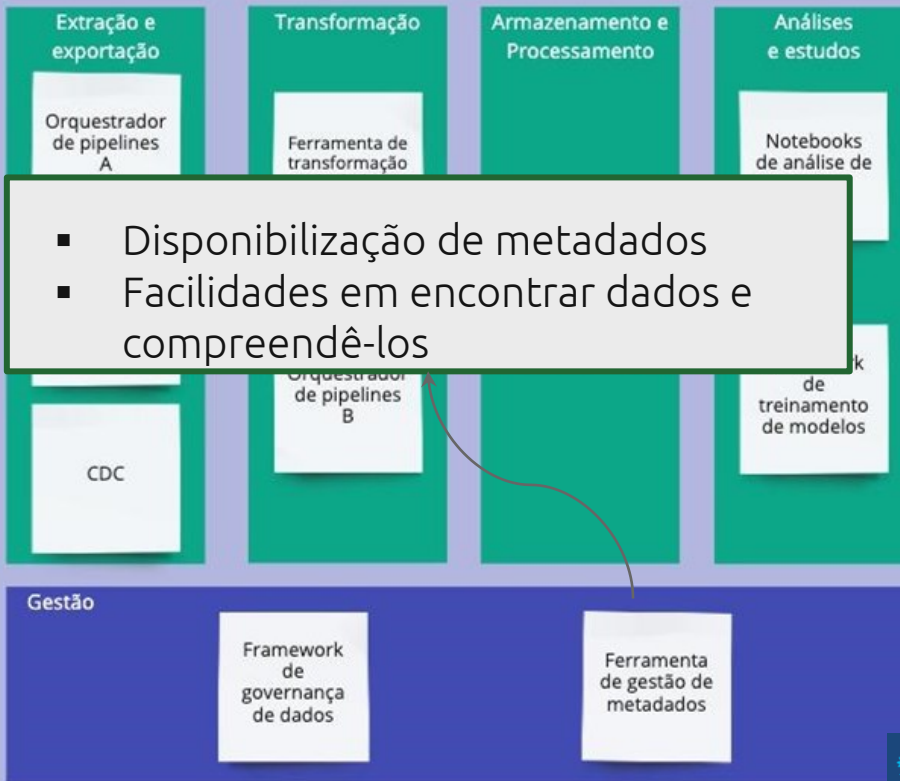 Extração e
exportação
Transformação
Armazenamento e
Processamento
Análises
e estudos
Orquestrador
de pipelines
A
Ferramenta de
transformação
Notebooks
de análise de
▪ Disponibilização de metadados
▪ Facilidades em encontrar dados e
compreendê-los
Orquestrador
de pipelines
B
de
treinamento
de modelos
CDC
Gestão
Framework
de
governança
de dados
Ferramenta
de gestão de
metadados